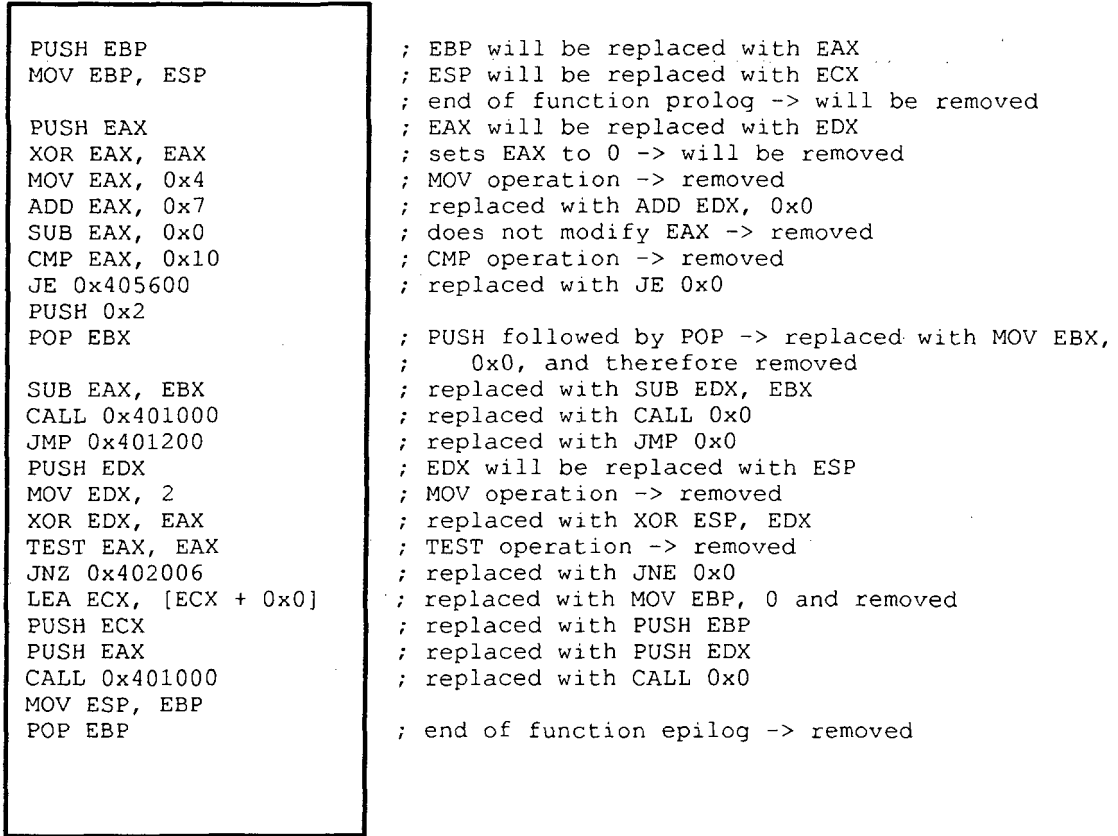 PUSH EBP ; EBP will be replaced with EAX
MOV EBP, ESP ; ESP will be replaced with ECX
; end of function prolog -> will be removed
PUSH EAX ; EAX will be replaced with EDX
XOR EAX, EAX ; sets EAX to 0 -> will be removed
MOV EAX, 0x4 ; MOV operation -> removed
ADD EAX, 0x7 ; replaced with ADD EDX, 0x0
SUB EAX, 0x0 ; does not modify EAX -> removed
CMP EAX, 0x10 ; CMP operation -> removed
JE 0x405600 ; replaced with JE 0x0
PUSH 0x2
POP EBX ; PUSH followed by POP -> replaced with MOV EBX,
; 0x0, and therefore removed
SUB EAX, EBX ; replaced with SUB EDX, EBX
CALL 0x401000 ; replaced with CALL 0x0
JMP 0x401200 ; replaced with JMP 0x0
PUSH EDX ; EDX will be replaced with ESP
MOV EDX, 2 ; MOV operation -> removed
XOR EDX, EAX ; replaced with XOR ESP, EDX
TEST EAX, EAX ; TEST operation -> removed
JNZ 0x402006 ; replaced with JNE 0x0
LEA ECX, [ECX + 0x0] ; replaced with MOV EBP, 0 and removed
PUSH ECX ; replaced with PUSH EBP
PUSH EAX ; replaced with PUSH EDX
CALL 0x401000 ; replaced with CALL 0x0
MOV ESP, EBP
POP EBP ; end of function epilog -> removed